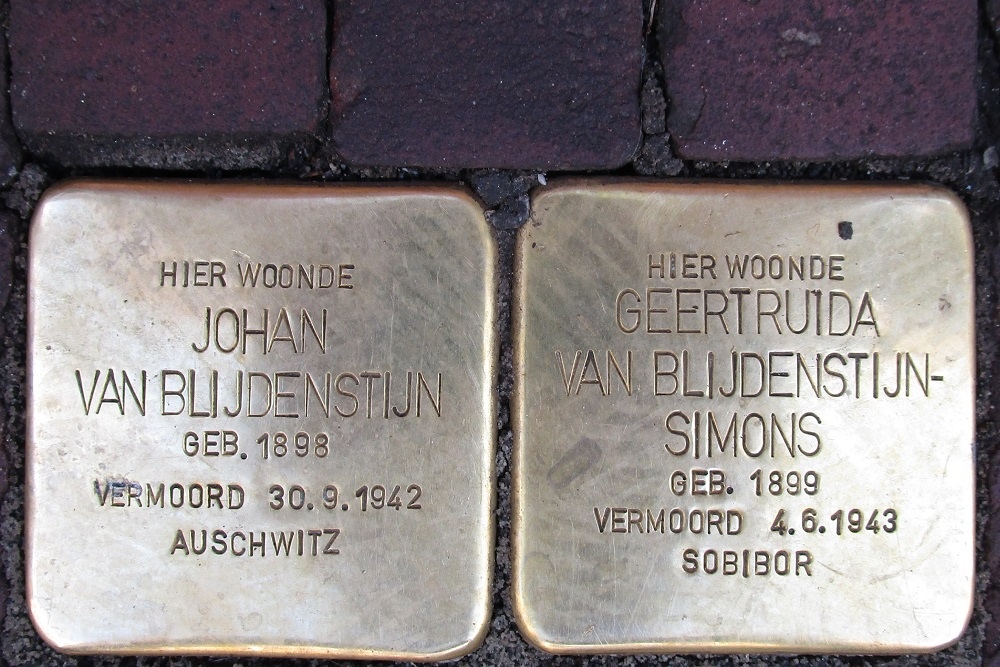 HIER WOONDE
JOHAN
VAN BLIJDENSTIJN
GEB. 1898
VERMOORD 30.9.1942
AUSCHWITZ
HIER WOONDE
GEERTRUIDA
VAN BLIJDENSTIJN-
SIMONS
GEB. 1899
VERMOORD 4.6.1943
SOBIBOR